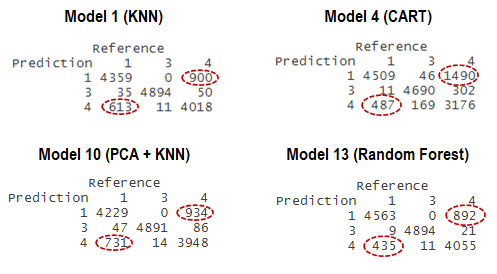 Model 1 (KNN)
Reference
Prediction 1 3 4
1 4359 0 900
3 35 4894 50
4 613 11 4018
Model 4 (CART)
Reference
Prediction 1 3 4
1 4509 46 1490
3 11 4690 302
4 487 169 3176
Model 10 (PCA + KNN)
Reference
Prediction 1 3 4
1 4229 0 934
3 47 4891 86
4 731 14 3948
Model 13 (Random Forest)
Reference
Prediction 1 3 4
1 4563 0 892
3 9 4894 21
4 435 11 4055